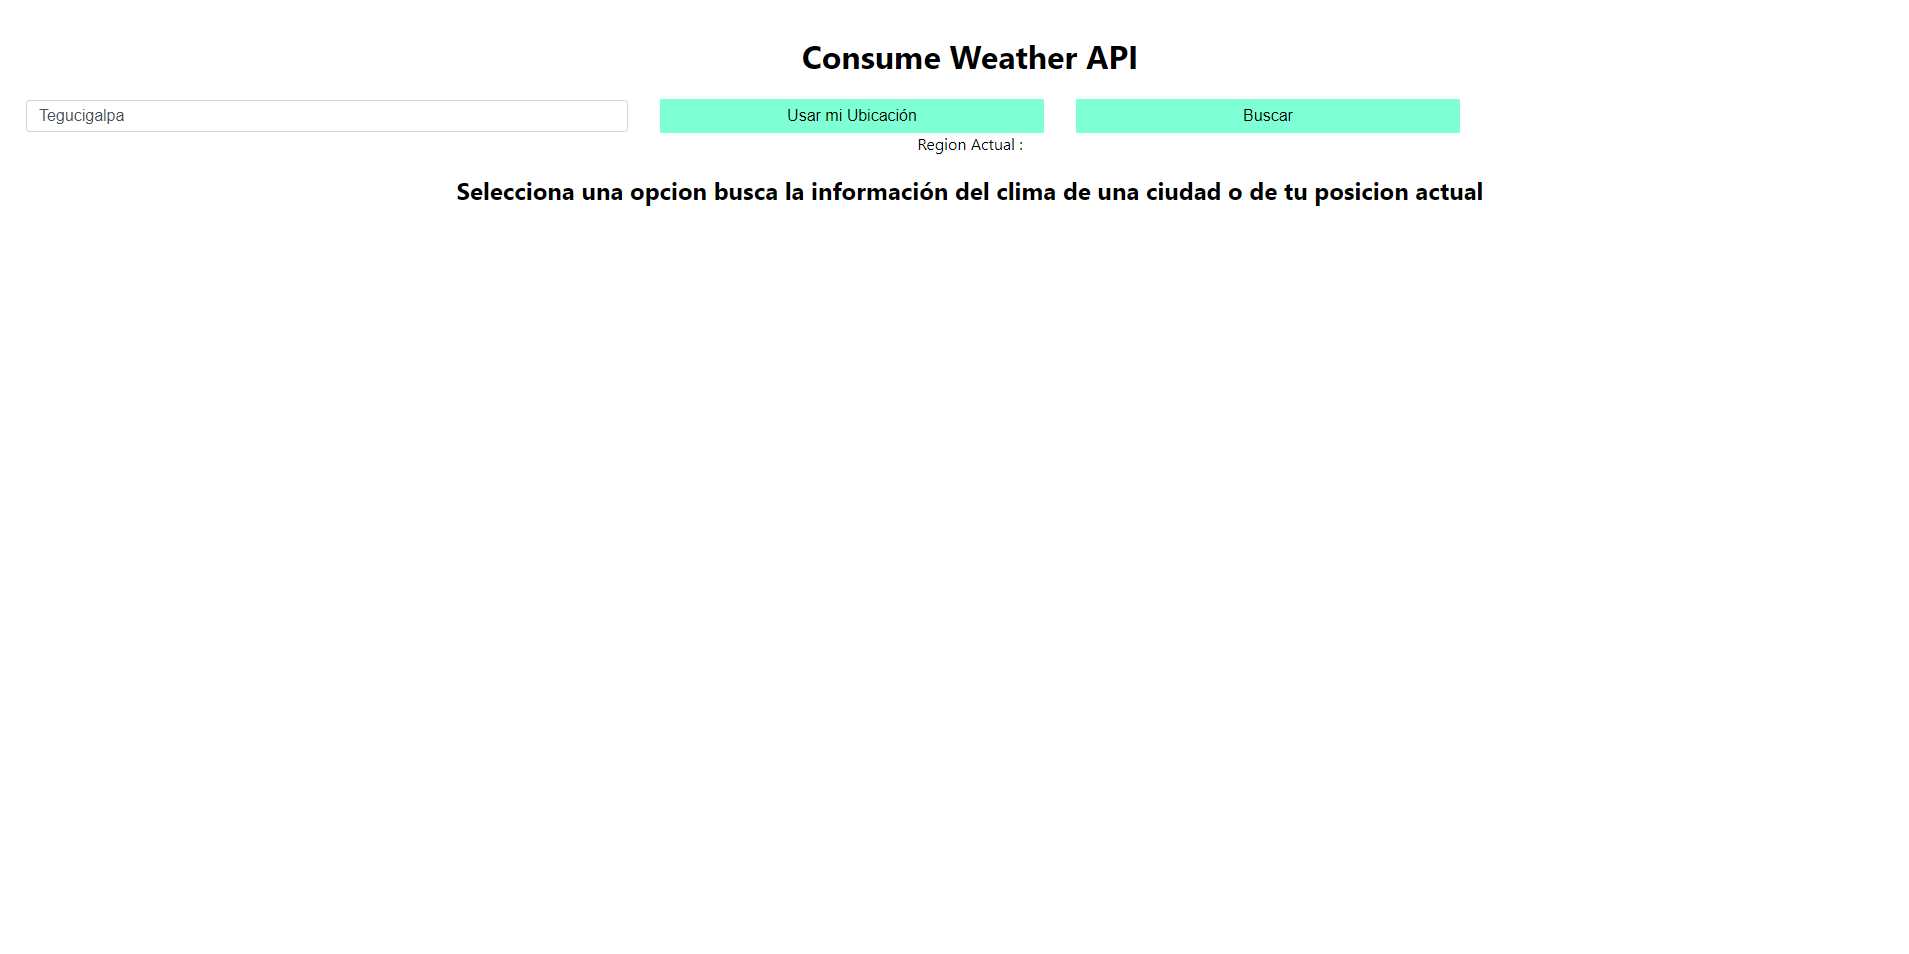 Consume Weather API
Tegucigalpa
Usar mi Ubicación
Buscar
Region Actual :
Selecciona una opcion busca la información del clima de una ciudad o de tu posicion actual